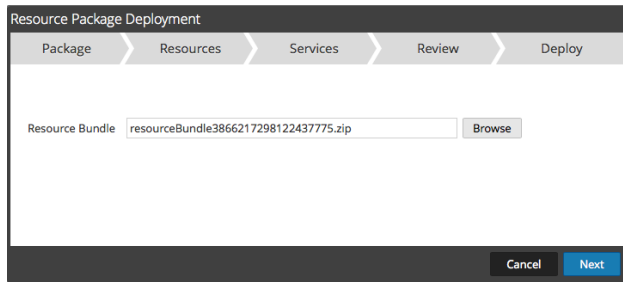 Resource Package Deployment
Package Resources Services Review Deploy
Resource Bundle resourceBundle3866217298122437775.zip Browse
Cancel Next